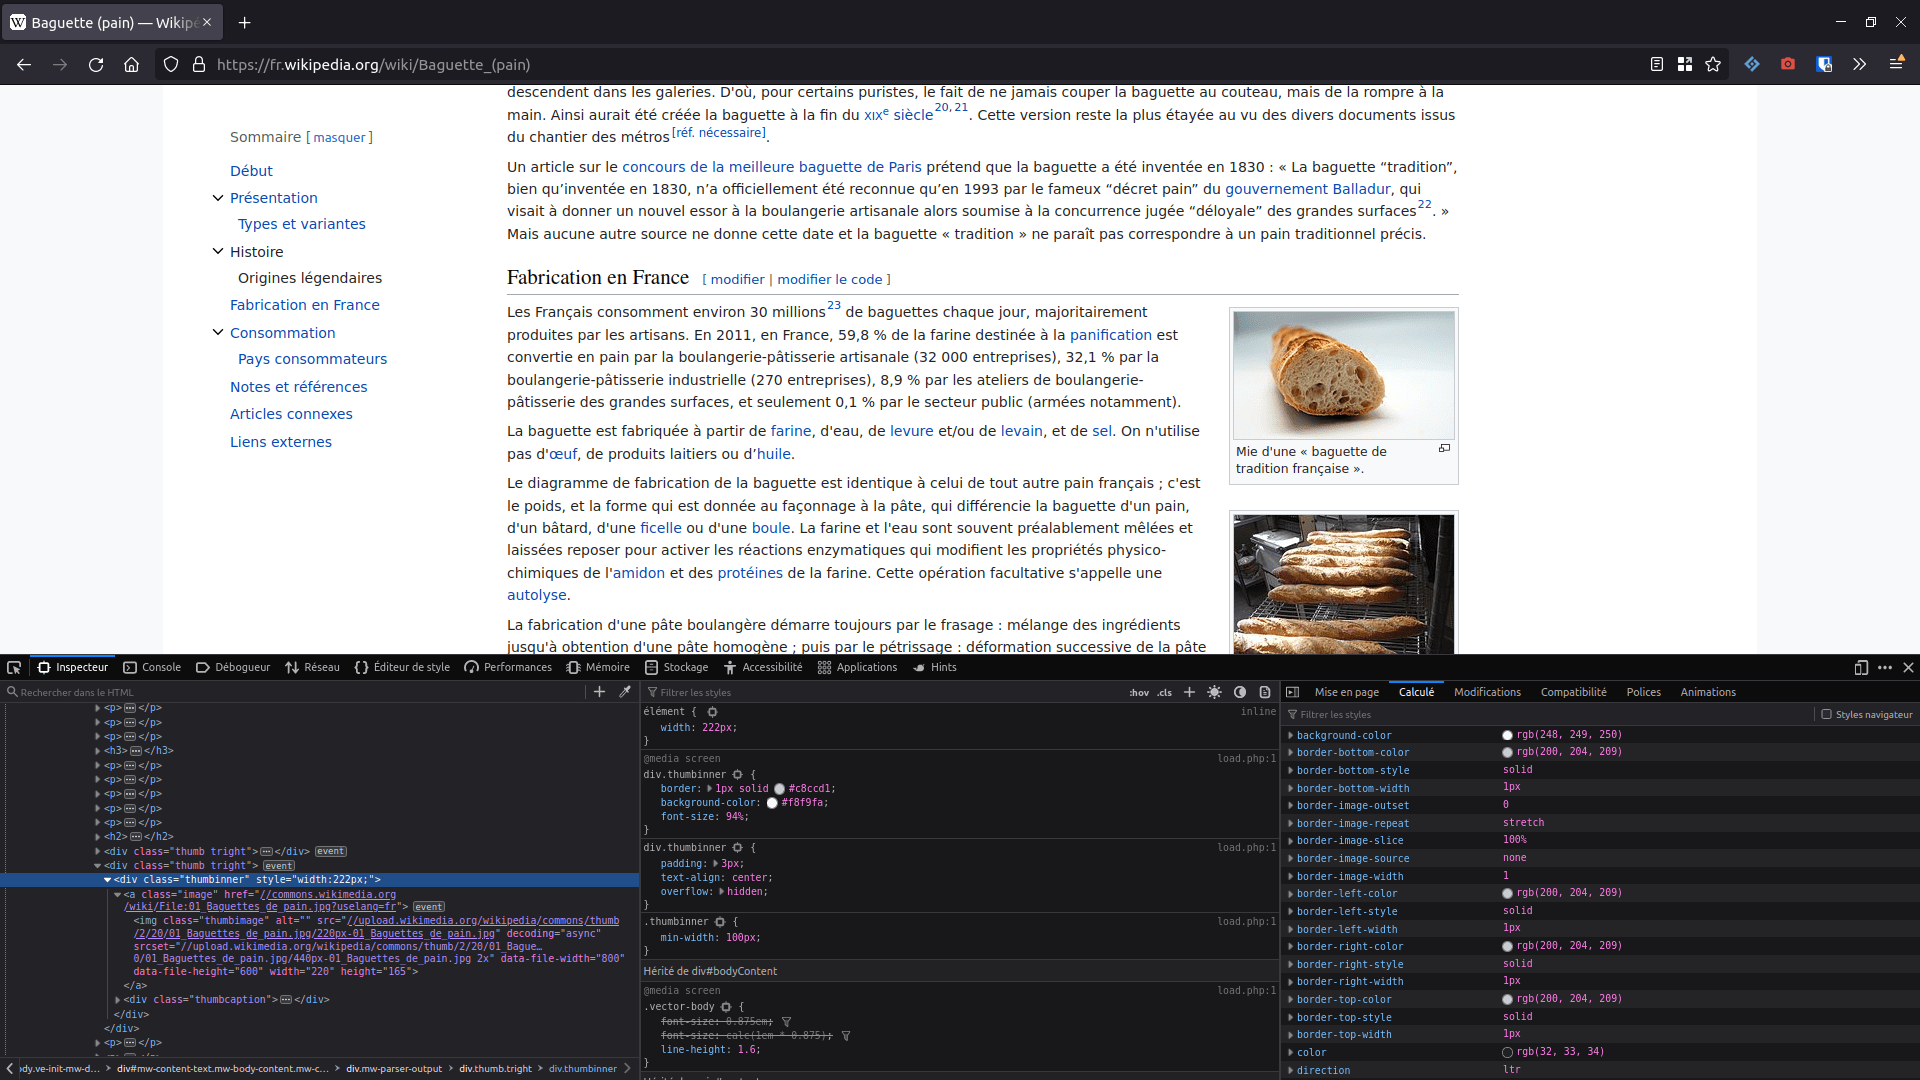 Baguette (pain) — Wikipé
https://fr.wikipedia.org/wiki/Baguette_(pain)
Sommaire [ masquer ]
Début
Présentation
Types et variantes
Histoire
Origines légendaires
Fabrication en France
Consommation
Pays consommateurs
Notes et références
Articles connexes
Liens externes
descendent dans les galeries. D'où, pour certains puristes, le fait de ne jamais couper la baguette au couteau, mais de la rompre à la
main. Ainsi aurait été créée la baguette à la fin du XIXe siècle20, 21. Cette version reste la plus étayée au vu des divers documents issus
du chantier des métros[réf. nécessaire].
Un article sur le concours de la meilleure baguette de Paris prétend que la baguette a été inventée en 1830 : « La baguette “tradition”,
bien qu’inventée en 1830, n’a officiellement été reconnue qu’en 1993 par le fameux “décret pain” du gouvernement Balladur, qui
visait à donner un nouvel essor à la boulangerie artisanale alors soumise à la concurrence jugée “déloyale” des grandes surfaces22. »
Mais aucune autre source ne donne cette date et la baguette « tradition » ne paraît pas correspondre à un pain traditionnel précis.
Fabrication en France [ modifier | modifier le code ]
Les Français consomment environ 30 millions23 de baguettes chaque jour, majoritairement
produites par les artisans. En 2011, en France, 59,8 % de la farine destinée à la panification est
convertie en pain par la boulangerie-pâtisserie artisanale (32 000 entreprises), 32,1 % par la
boulangerie-pâtisserie industrielle (270 entreprises), 8,9 % par les ateliers de boulangerie-
pâtisserie des grandes surfaces, et seulement 0,1 % par le secteur public (armées notamment).
La baguette est fabriquée à partir de farine, d'eau, de levure et/ou de levain, et de sel. On n'utilise
pas d'œuf, de produits laitiers ou d’huile.
Le diagramme de fabrication de la baguette est identique à celui de tout autre pain français ; c'est
le poids, et la forme qui est donnée au façonnage à la pâte, qui différencie la baguette d'un pain,
d'un bâtard, d'une ficelle ou d'une boule. La farine et l'eau sont souvent préalablement mêlées et
laissées reposer pour activer les réactions enzymatiques qui modifient les propriétés physico-
chimiques de l'amidon et des protéines de la farine. Cette opération facultative s'appelle une
autolyse.
La fabrication d'une pâte boulangère démarre toujours par le frasage : mélange des ingrédients
jusqu'à obtention d'une pâte homogène ; puis par le pétrissage : déformation successive de la pâte
Mie d'une « baguette de
tradition française ».
Inspecteur Console Débogueur Réseau Éditeur de style Performances Mémoire Stockage Accessibilité Applications Hints
Rechercher dans le HTML
<p></p>
<p></p>
<p></p>
<h3></h3>
<p></p>
<p></p>
<p></p>
<p></p>
<p></p>
<h2></h2>
<div class="thumb tright"></div> event
<div class="thumb tright"> event
<div class="thumbinner" style="width:222px;">
<a class="image" href="//commons.wikimedia.org
/wiki/File:01_Baguettes_de_pain.jpg?uselang=fr"> event
<img class="thumbimage" alt="" src="//upload.wikimedia.org/wikipedia/commons/thumb
/2/20/01_Baguettes_de_pain.jpg/220px-01_Baguettes_de_pain.jpg" decoding="async"
srcset="//upload.wikimedia.org/wikipedia/commons/thumb/2/20/01_Bague…
0/01_Baguettes_de_pain.jpg/440px-01_Baguettes_de_pain.jpg 2x" data-file-width="800"
data-file-height="600" width="220" height="165">
</a>
<div class="thumbcaption"></div>
</div>
</div>
<p></p>
ody.ve-init-mw-d... div#mw-content-text.mw-body-content.mw-c... div.mw-parser-output div.thumb.tright div.thumbinner
Filtrer les styles :hov .cls
élément { inline
width: 222px;
}
@media screen load.php:1
div.thumbinner {
border: 1px solid #c8ccd1;
background-color: #f8f9fa;
font-size: 94%;
}
div.thumbinner { load.php:1
padding: 3px;
text-align: center;
overflow: hidden;
}
.thumbinner { load.php:1
min-width: 100px;
}
Hérité de div#bodyContent
@media screen load.php:1
.vector-body {
font-size: 0.875em;
font-size: calc(1em * 0.875);
line-height: 1.6;
}
Mise en page Calculé Modifications Compatibilité Polices Animations
Filtrer les styles Styles navigateur
background-color rgb(248, 249, 250)
border-bottom-color rgb(200, 204, 209)
border-bottom-style solid
border-bottom-width 1px
border-image-outset 0
border-image-repeat stretch
border-image-slice 100%
border-image-source none
border-image-width 1
border-left-color rgb(200, 204, 209)
border-left-style solid
border-left-width 1px
border-right-color rgb(200, 204, 209)
border-right-style solid
border-right-width 1px
border-top-color rgb(200, 204, 209)
border-top-style solid
border-top-width 1px
color rgb(32, 33, 34)
direction ltr